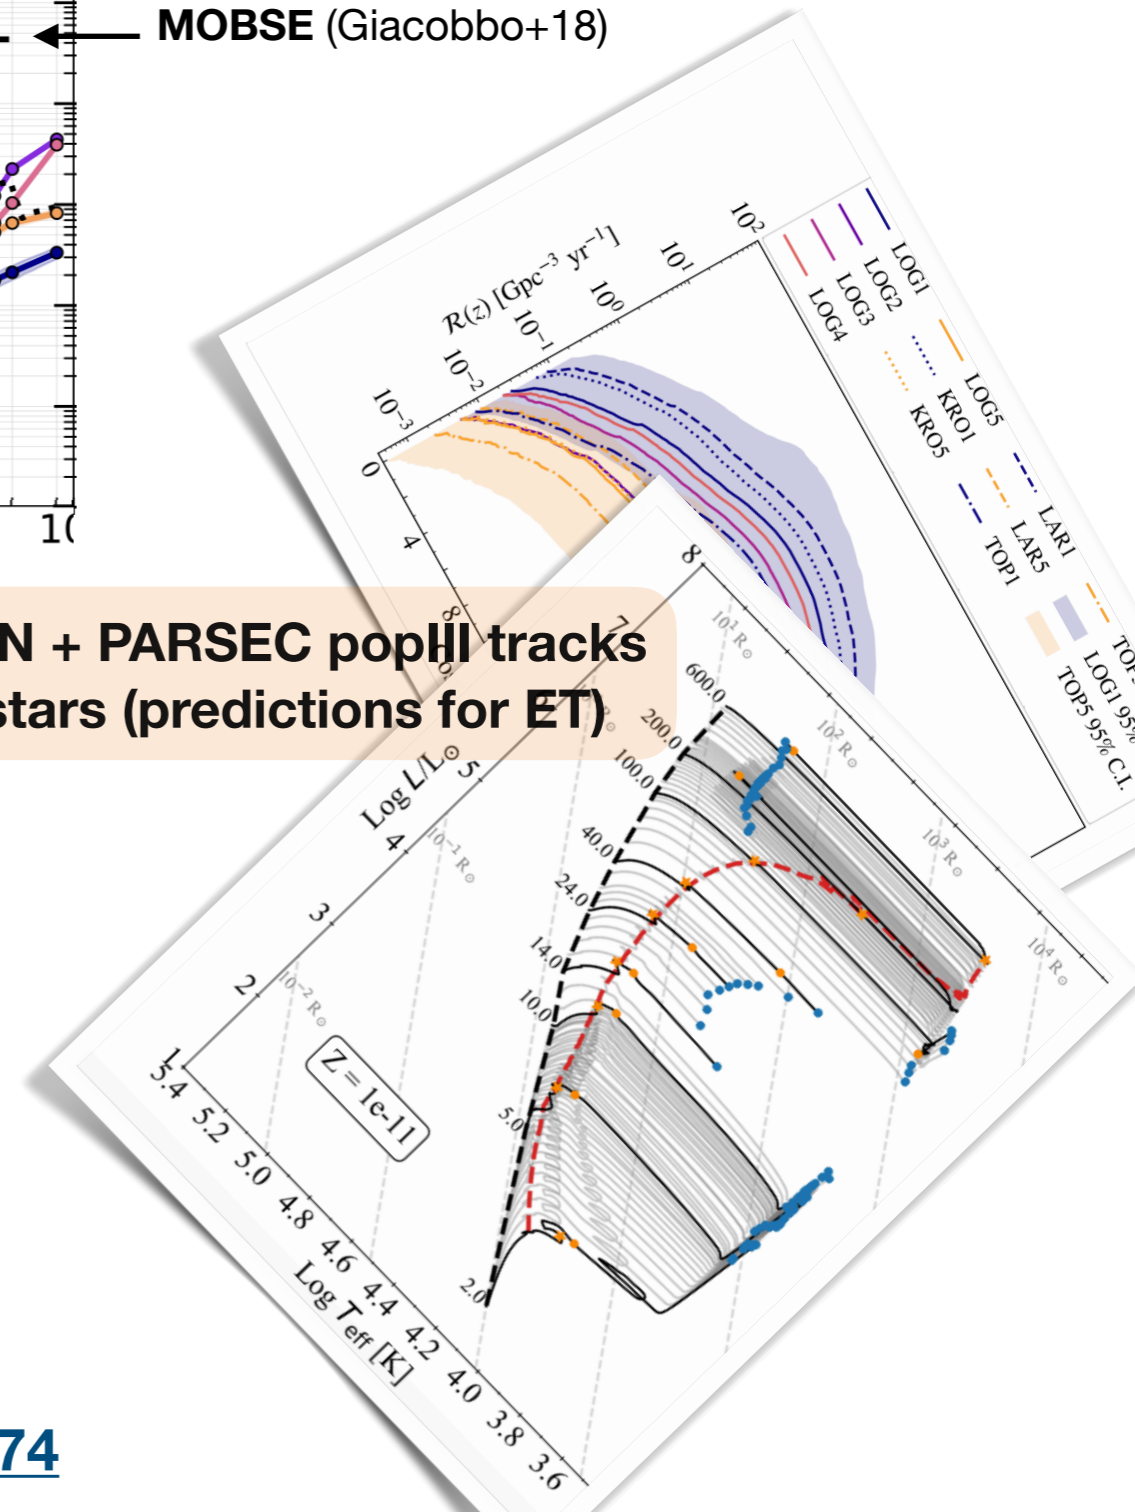 MOBSE (Giacobbo+18)
10
R(z) [Gpc⁻³ yr⁻¹]
10²
10¹
10⁰
10⁻¹
10⁻²
10⁻³
0
4
8
LOG1
LOG2
LOG3
LOG4
LOG5
KRO1
KRO5
LAR1
LAR5
TOP1
LOG1 95%
TOP5 95% C.I.
N + PARSEC popIII tracks
stars (predictions for ET)
Log L/L⊙
8
7
5
4
3
2
1
10¹ R⊙
10² R⊙
10³ R⊙
10⁴ R⊙
10⁻¹ R⊙
10⁻² R⊙
600.0
200.0
100.0
40.0
24.0
14.0
10.0
5.0
2.0
Z = 1e-11
5.4
5.2
5.0
4.8
4.6
4.4
4.2
4.0
3.8
3.6
Log Teff [K]
74